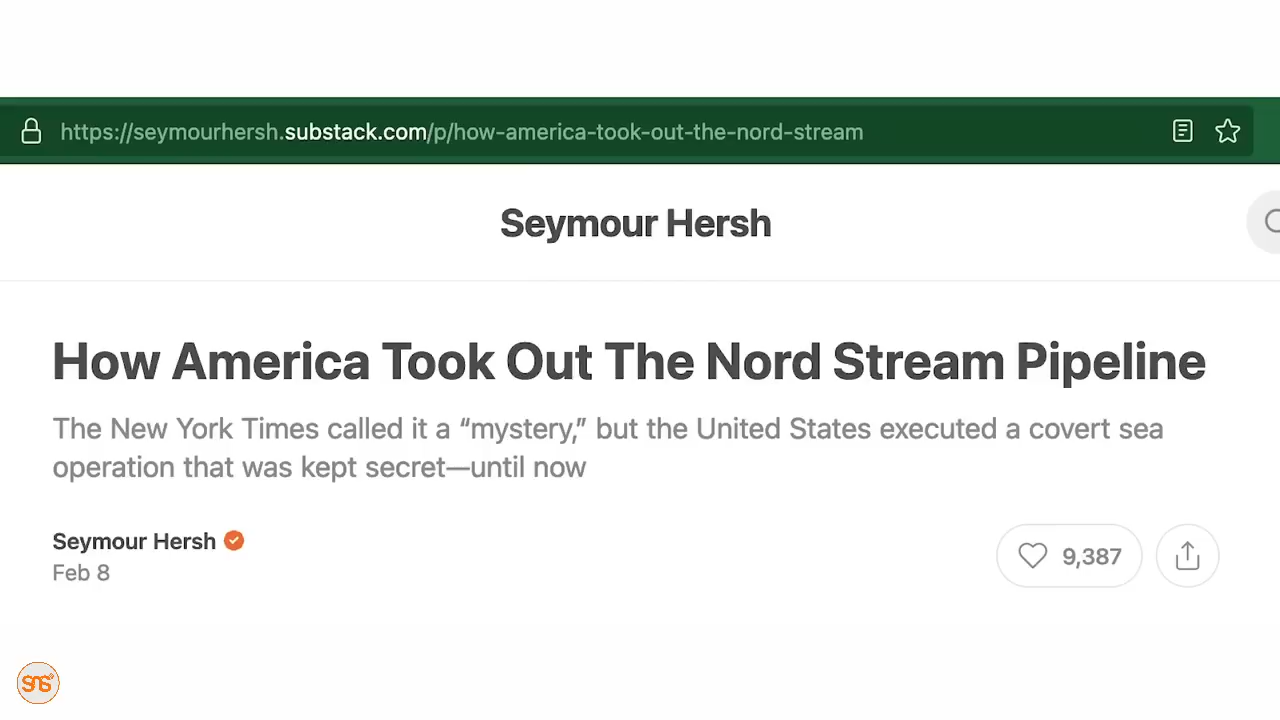 https://seymourhersh.substack.com/p/how-america-took-out-the-nord-stream
Seymour Hersh
How America Took Out The Nord Stream Pipeline
The New York Times called it a “mystery,” but the United States executed a covert sea
operation that was kept secret—until now
Seymour Hersh
Feb 8
9,387
SNS